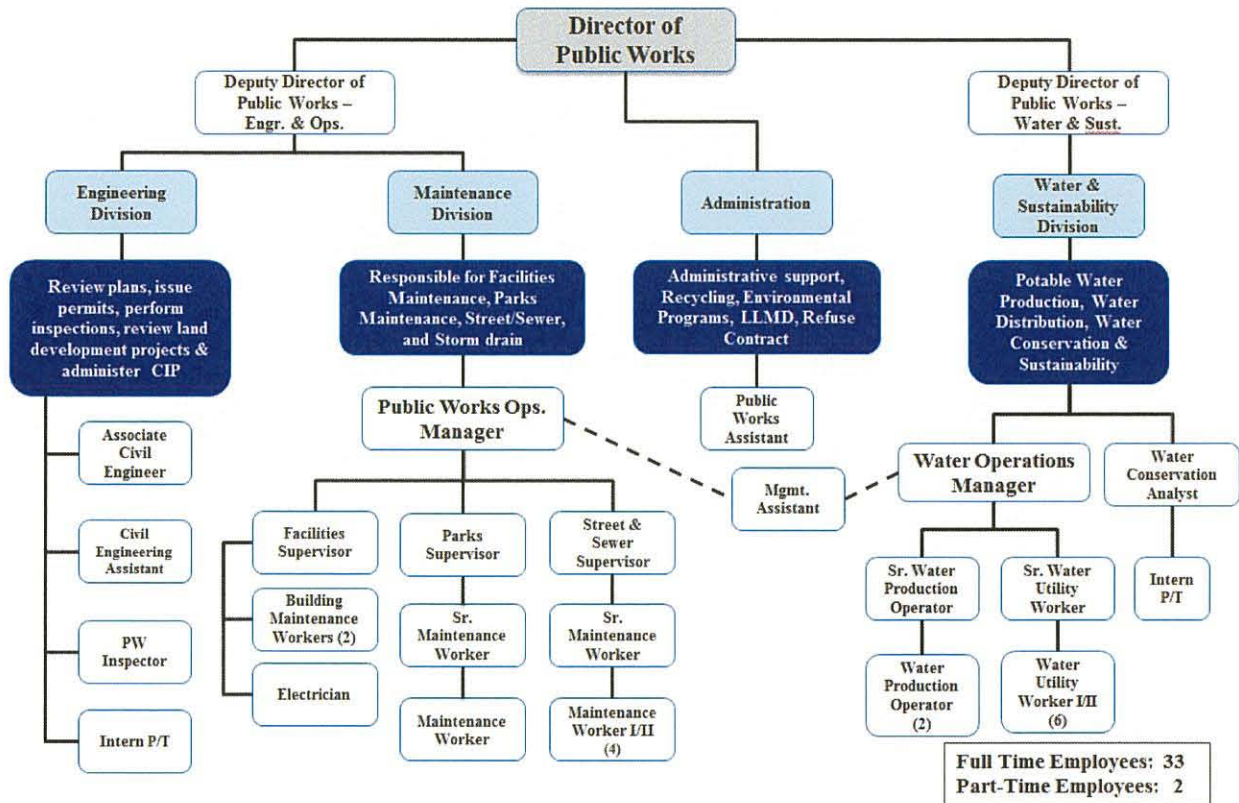 Director of
Public Works
Deputy Director of
Public Works –
Engr. & Ops.
Deputy Director of
Public Works –
Water & Sust.
Engineering
Division
Maintenance
Division
Administration
Water &
Sustainability
Division
Review plans, issue
permits, perform
inspections, review land
development projects &
administer CIP
Responsible for Facilities
Maintenance, Parks
Maintenance, Street/Sewer,
and Storm drain
Administrative support,
Recycling, Environmental
Programs, LLMD, Refuse
Contract
Potable Water
Production, Water
Distribution, Water
Conservation &
Sustainability
Associate
Civil
Engineer
Civil
Engineering
Assistant
PW
Inspector
Intern P/T
Public Works Ops.
Manager
Facilities
Supervisor
Building
Maintenance
Workers (2)
Electrician
Parks
Supervisor
Sr.
Maintenance
Worker
Maintenance
Worker
Street &
Sewer
Supervisor
Sr.
Maintenance
Worker
Maintenance
Worker I/II
(4)
Public
Works
Assistant
Mgmt.
Assistant
Water Operations
Manager
Water
Conservation
Analyst
Sr. Water
Production
Operator
Sr. Water
Utility
Worker
Intern
P/T
Water
Production
Operator
(2)
Water
Utility
Worker I/II
(6)
Full Time Employees: 33
Part-Time Employees: 2